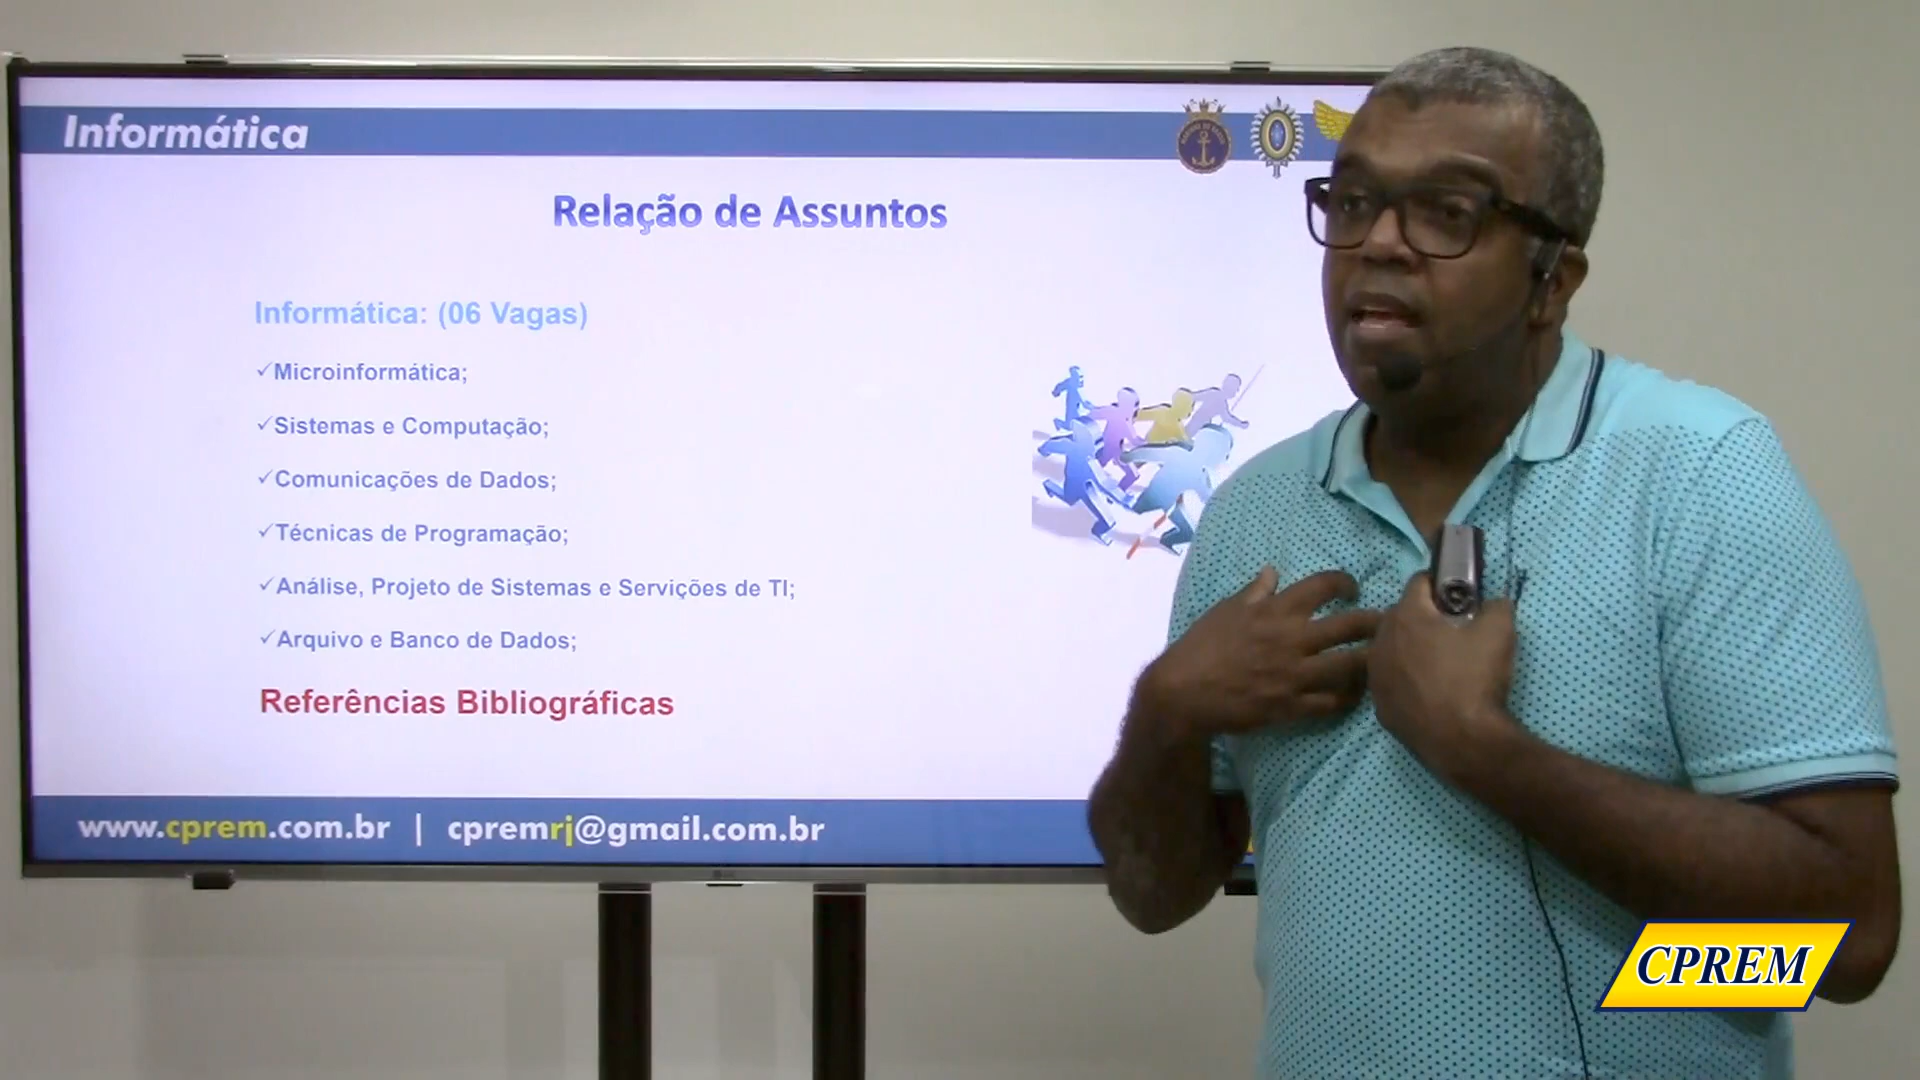 Informática
Relação de Assuntos
Informática: (06 Vagas)
✓Microinformática;
✓Sistemas e Computação;
✓Comunicações de Dados;
✓Técnicas de Programação;
✓Análise, Projeto de Sistemas e Servições de TI;
✓Arquivo e Banco de Dados;
Referências Bibliográficas
www.cprem.com.br | cpremrj@gmail.com.br
CPREM